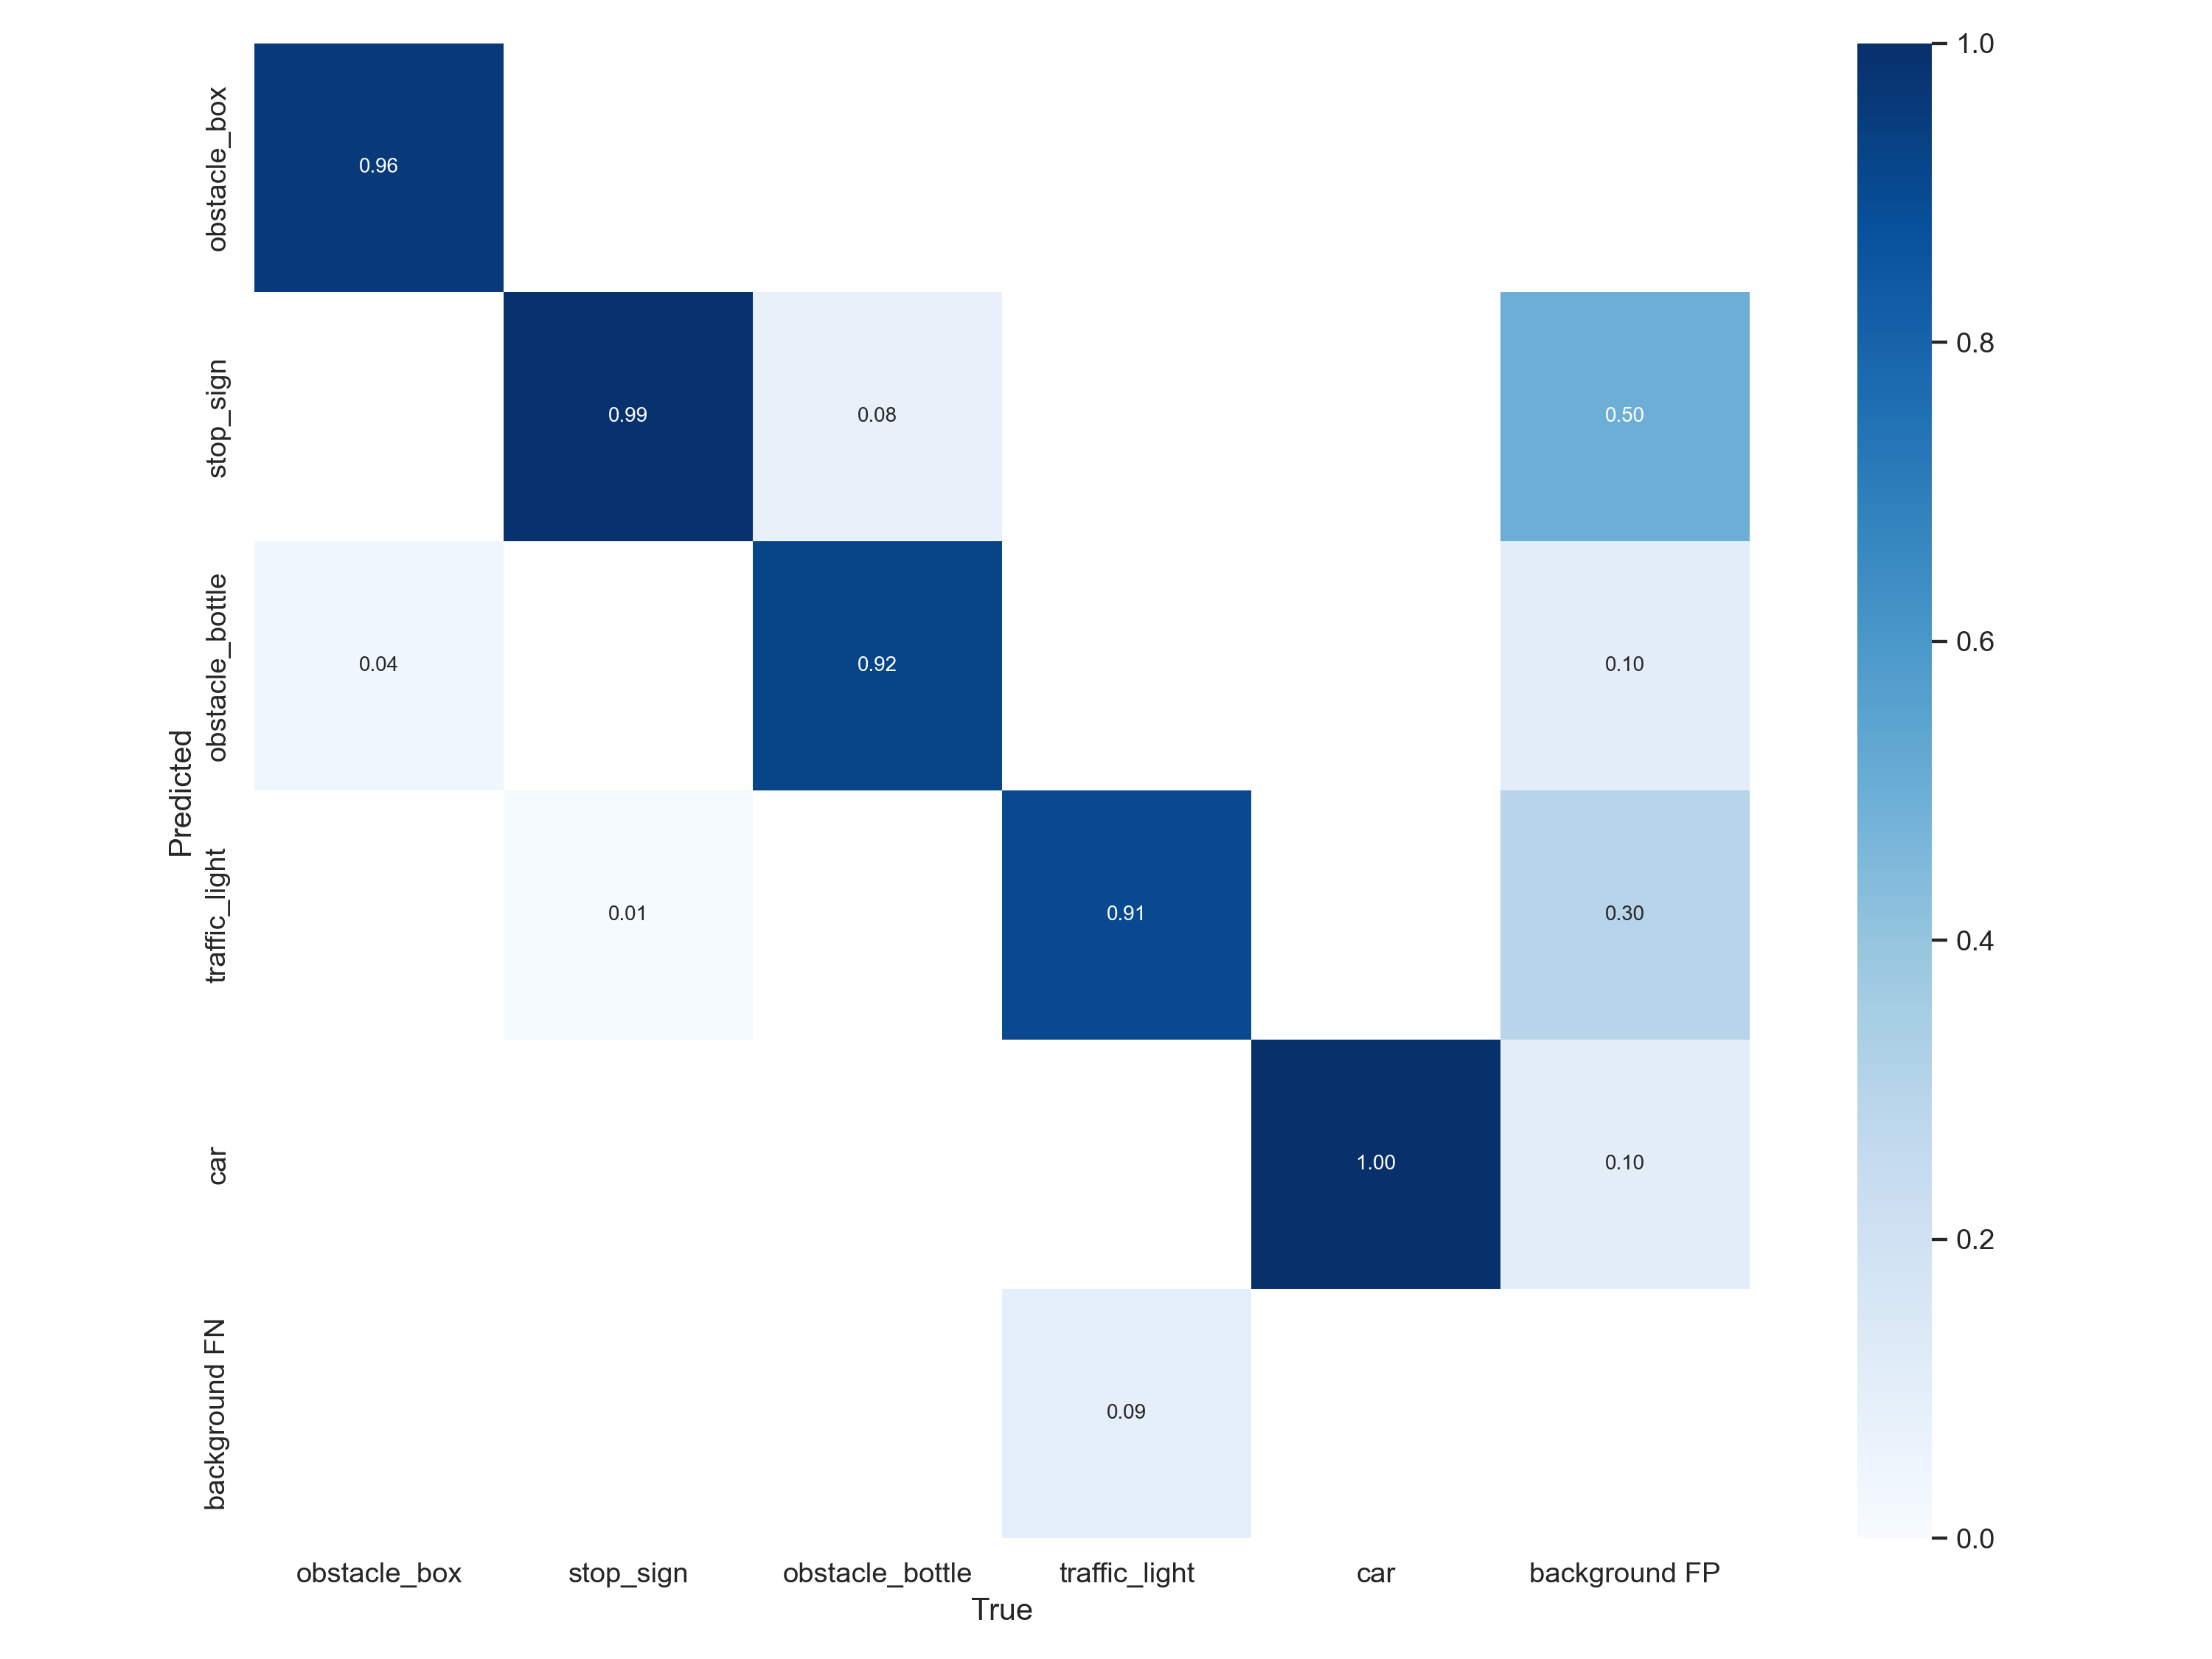 obstacle_box
0.96
stop_sign
0.99 0.08 0.50
obstacle_bottle
0.04 0.92 0.10
Predicted
traffic_light
0.01 0.91 0.30
car
1.00 0.10
background FN
0.09
obstacle_box stop_sign obstacle_bottle traffic_light car background FP
True
1.0
0.8
0.6
0.4
0.2
0.0